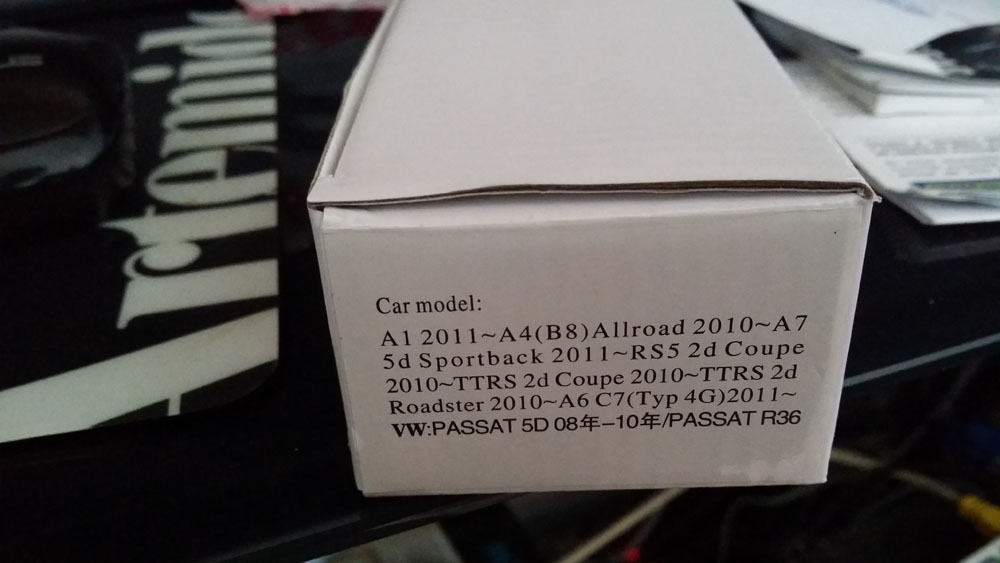 Artemide
Car model:
A1 2011~A4(B8)Allroad 2010~A7
5d Sportback 2011~RS5 2d Coupe
2010~TTRS 2d Coupe 2010~TTRS 2d
Roadster 2010~A6 C7(Typ 4G)2011~
VW:PASSAT 5D 08年-10年/PASSAT R36